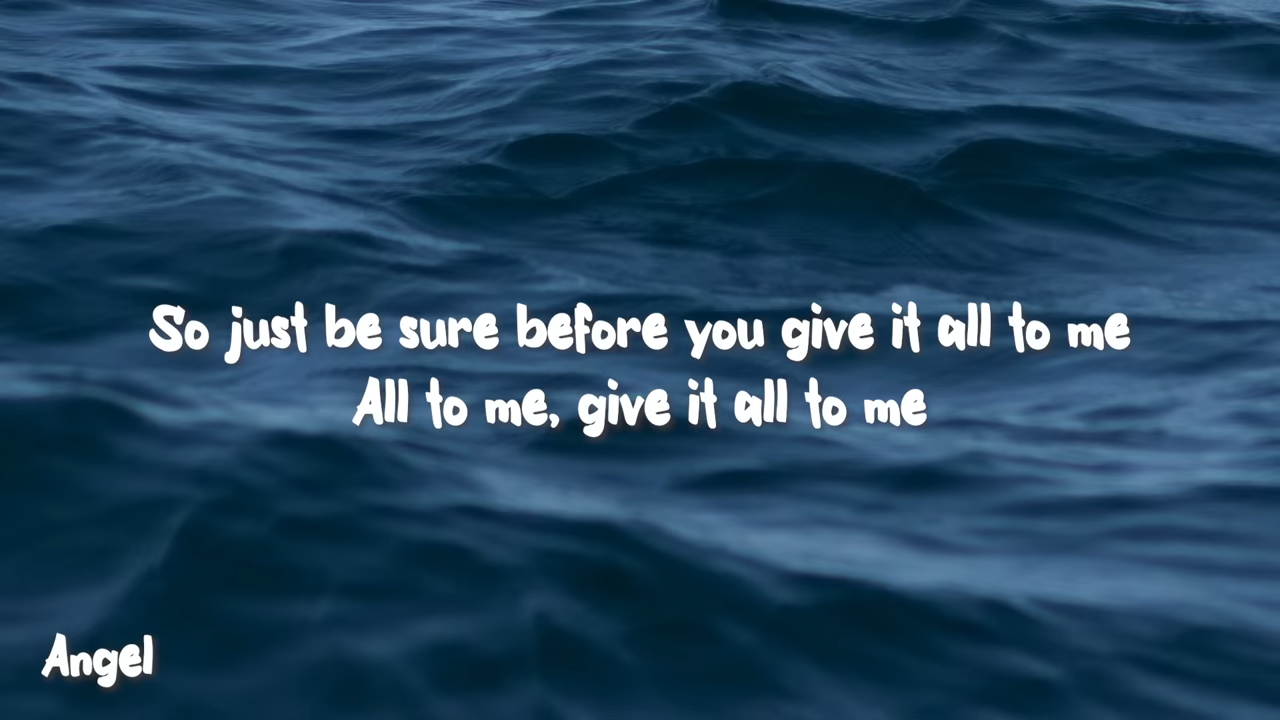 So just be sure before you give it all to me
All to me, give it all to me
Angel